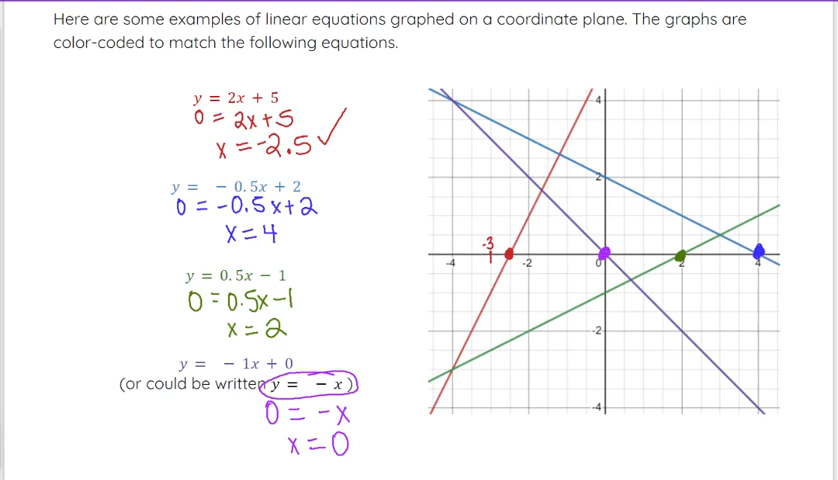 Here are some examples of linear equations graphed on a coordinate plane. The graphs are
color-coded to match the following equations.
y = 2x + 5
0 = 2x+5
x = -2.5 ✓
y = - 0.5x + 2
0 = -0.5x+2
x = 4
y = 0.5x - 1
0 = 0.5x-1
x = 2
y = - 1x + 0
(or could be written y = - x )
0 = -x
x = 0
4
2
-3
-4
-2
0
2
4
-2
-4